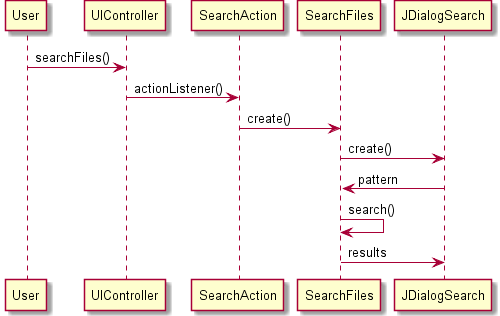 User UIController SearchAction SearchFiles JDialogSearch
searchFiles()
actionListener()
create()
create()
pattern
search()
results
User UIController SearchAction SearchFiles JDialogSearch